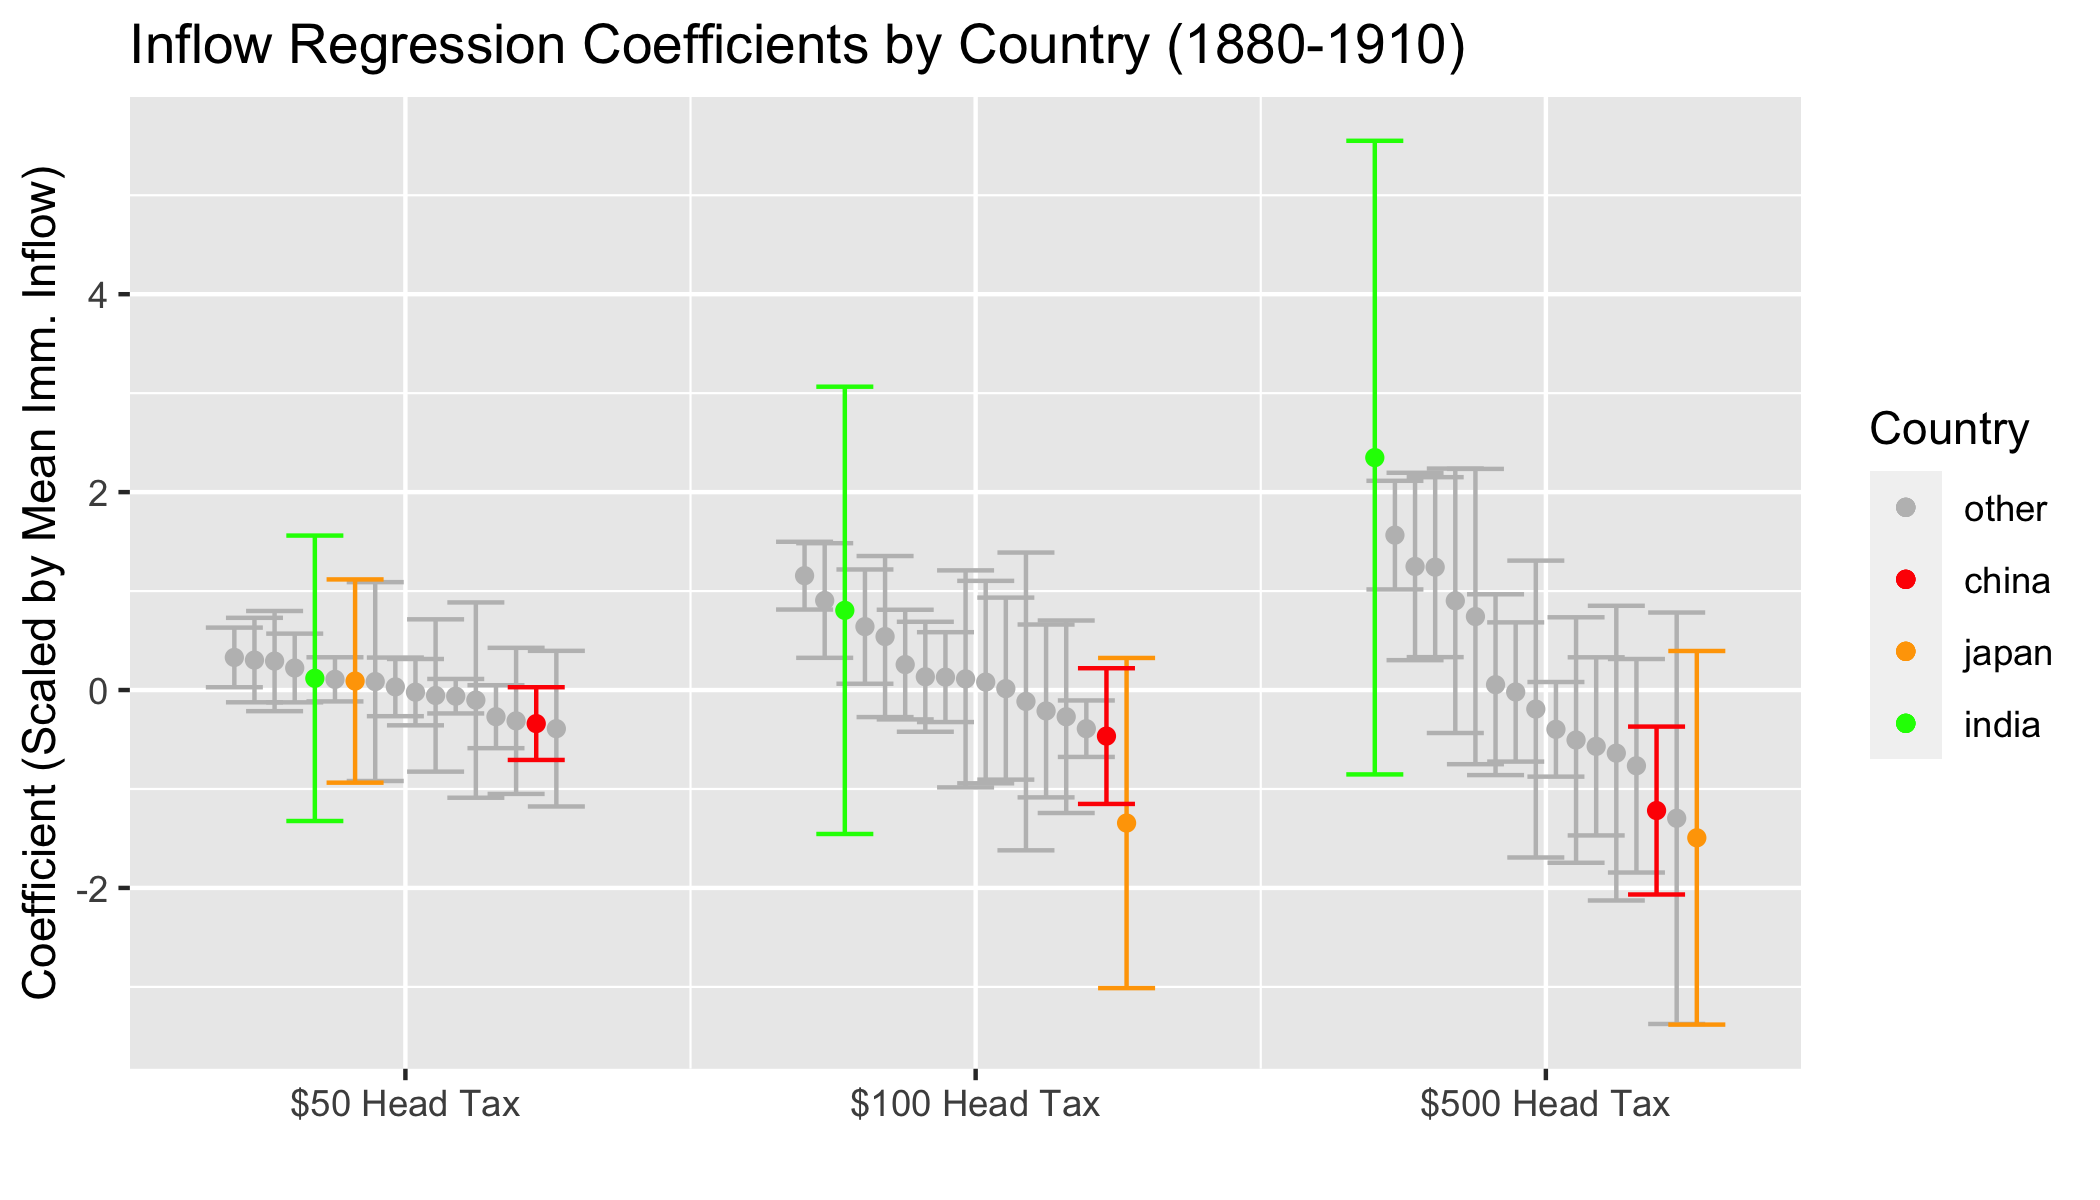 Inflow Regression Coefficients by Country (1880-1910)
Coefficient (Scaled by Mean Imm. Inflow)
4
2
0
-2
$50 Head Tax
$100 Head Tax
$500 Head Tax
Country
other
china
japan
india